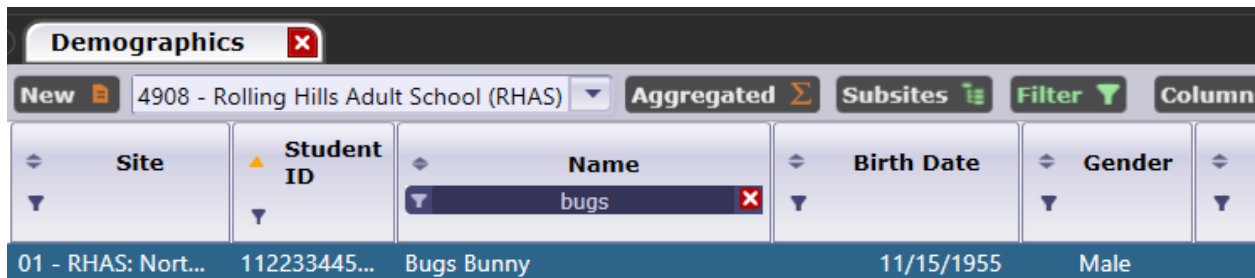 Demographics
New 4908 - Rolling Hills Adult School (RHAS) Aggregated Subsites Filter Column
Site Student ID Name Birth Date Gender
bugs
01 - RHAS: Nort... 112233445... Bugs Bunny 11/15/1955 Male